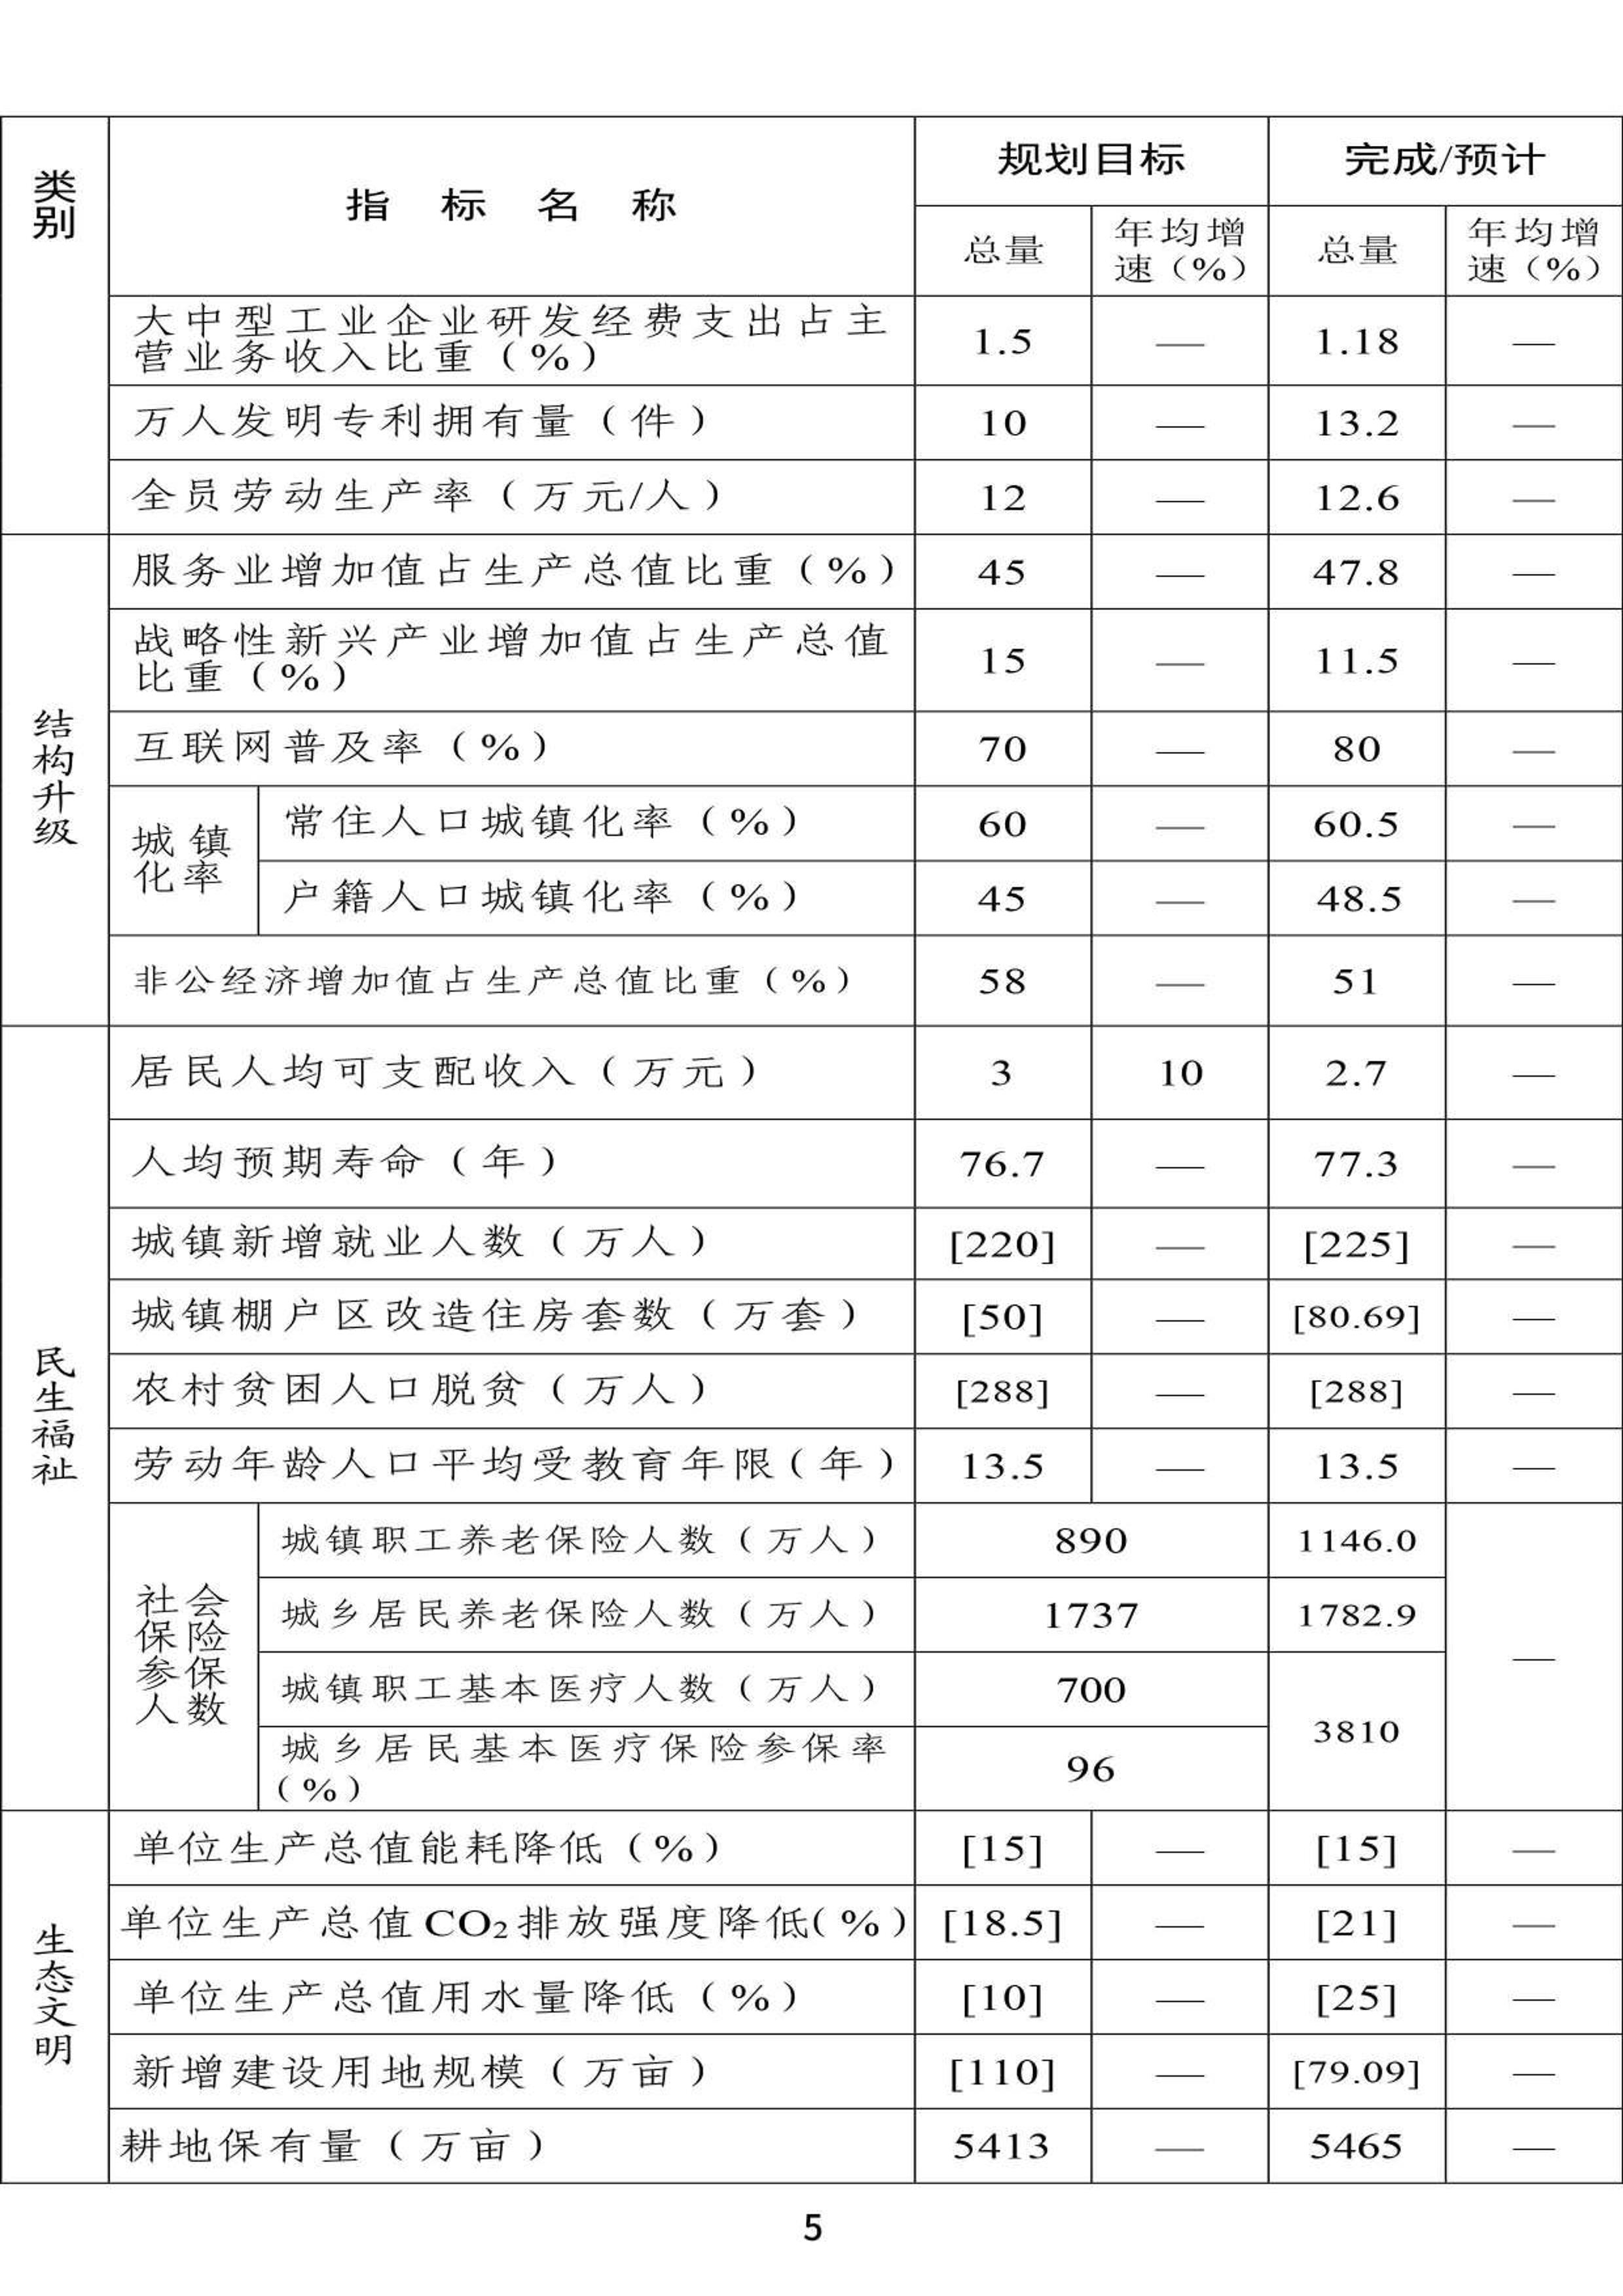 类别 指标名称 规划目标 完成/预计
总量 年均增速（%） 总量 年均增速（%）
大中型工业企业研发经费支出占主
营业务收入比重（%） 1.5 — 1.18 —
万人发明专利拥有量（件） 10 — 13.2 —
全员劳动生产率（万元/人） 12 — 12.6 —
结构升级
服务业增加值占生产总值比重（%） 45 — 47.8 —
战略性新兴产业增加值占生产总值
比重（%） 15 — 11.5 —
互联网普及率（%） 70 — 80 —
城镇
化率
常住人口城镇化率（%） 60 — 60.5 —
户籍人口城镇化率（%） 45 — 48.5 —
非公经济增加值占生产总值比重（%） 58 — 51 —
民生福祉
居民人均可支配收入（万元） 3 10 2.7 —
人均预期寿命（年） 76.7 — 77.3 —
城镇新增就业人数（万人） [220] — [225] —
城镇棚户区改造住房套数（万套） [50] — [80.69] —
农村贫困人口脱贫（万人） [288] — [288] —
劳动年龄人口平均受教育年限（年） 13.5 — 13.5 —
社会
保险
参保
人数
城镇职工养老保险人数（万人） 890 1146.0 —
城乡居民养老保险人数（万人） 1737 1782.9
城镇职工基本医疗人数（万人） 700 3810
城乡居民基本医疗保险参保率
（%） 96
生态文明
单位生产总值能耗降低（%） [15] — [15] —
单位生产总值CO₂排放强度降低（%） [18.5] — [21] —
单位生产总值用水量降低（%） [10] — [25] —
新增建设用地规模（万亩） [110] — [79.09] —
耕地保有量（万亩） 5413 — 5465 —
5